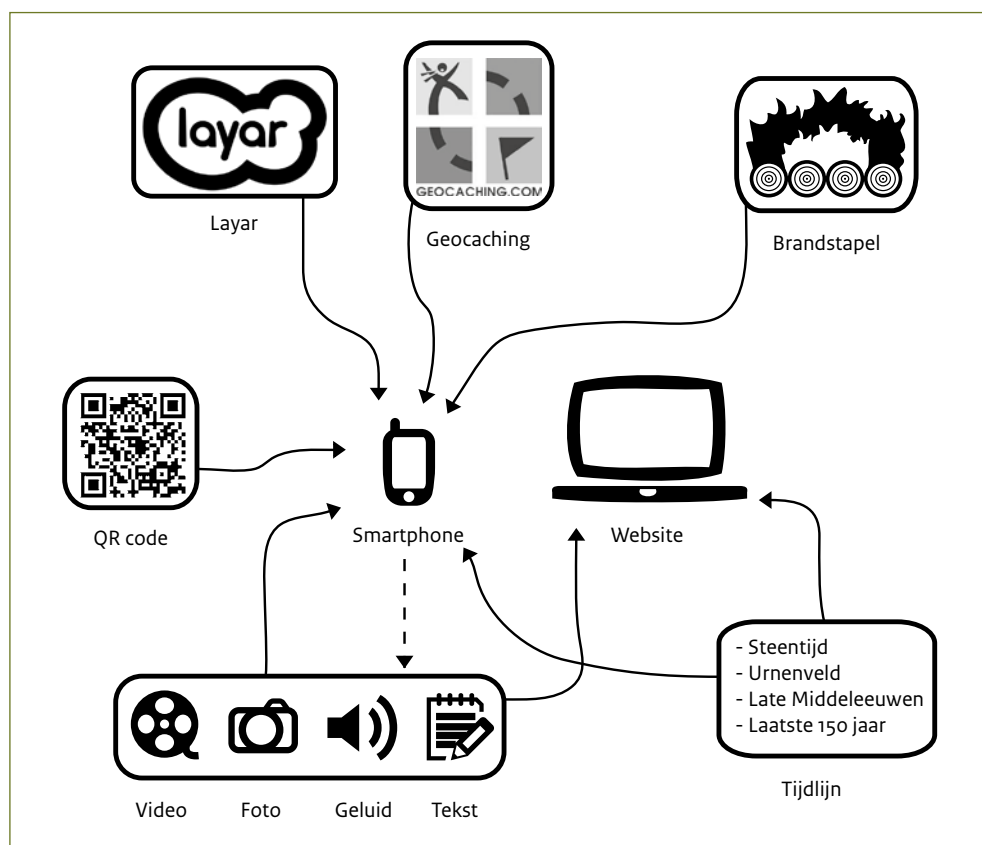 layar
GEOCACHING.COM
Layar
Geocaching
Brandstapel
QR code
Smartphone
Website
- Steentijd
- Urnenveld
- Late Middeleeuwen
- Laatste 150 jaar
Tijdlijn
Video
Foto
Geluid
Tekst